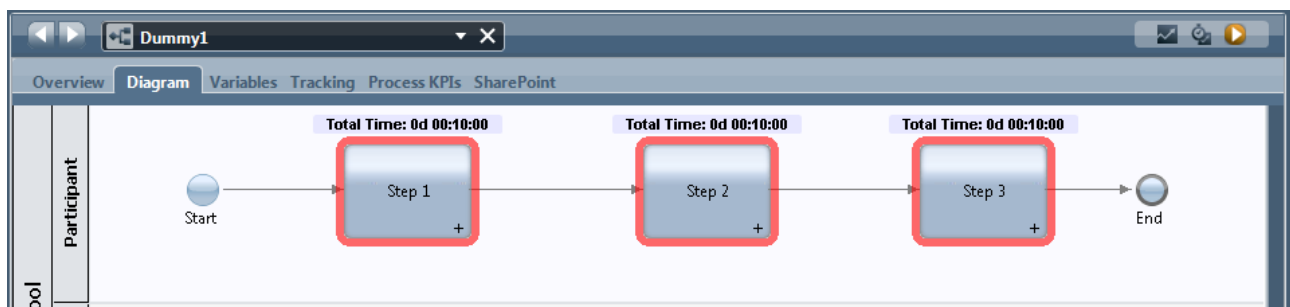 Dummy1
Overview Diagram Variables Tracking Process KPIs SharePoint
Total Time: 0d 00:10:00 Total Time: 0d 00:10:00 Total Time: 0d 00:10:00
Participant
Start
Step 1
+
Step 2
+
Step 3
+
End